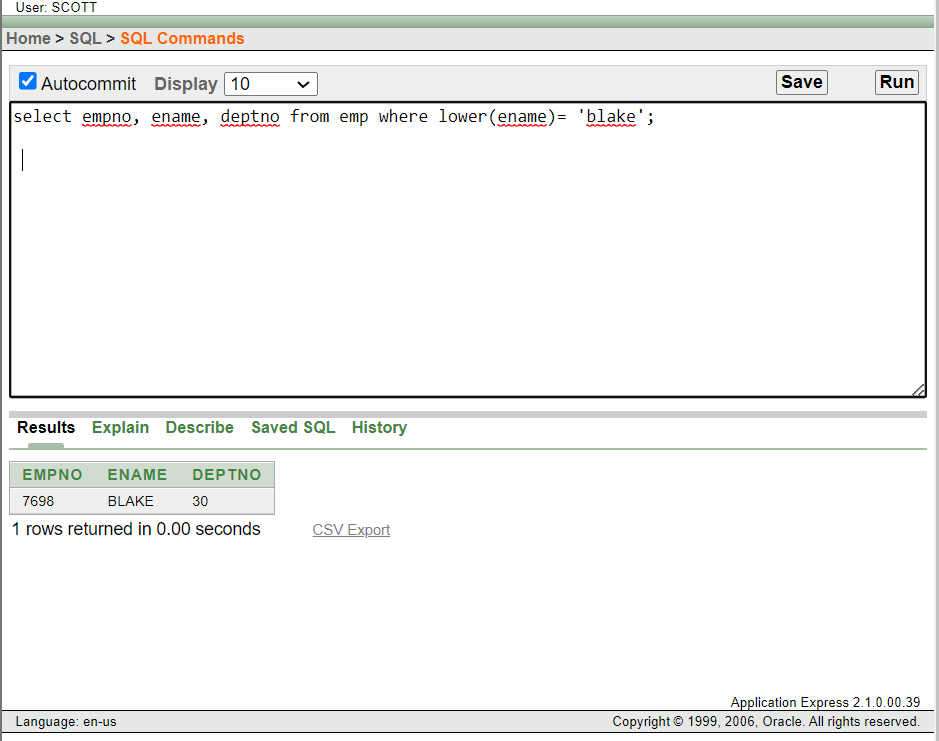 User: SCOTT
Home > SQL > SQL Commands
Autocommit Display 10 Save Run
select empno, ename, deptno from emp where lower(ename)= 'blake';
Results Explain Describe Saved SQL History
EMPNO ENAME DEPTNO
7698 BLAKE 30
1 rows returned in 0.00 seconds CSV Export
Application Express 2.1.0.00.39
Language: en-us Copyright © 1999, 2006, Oracle. All rights reserved.